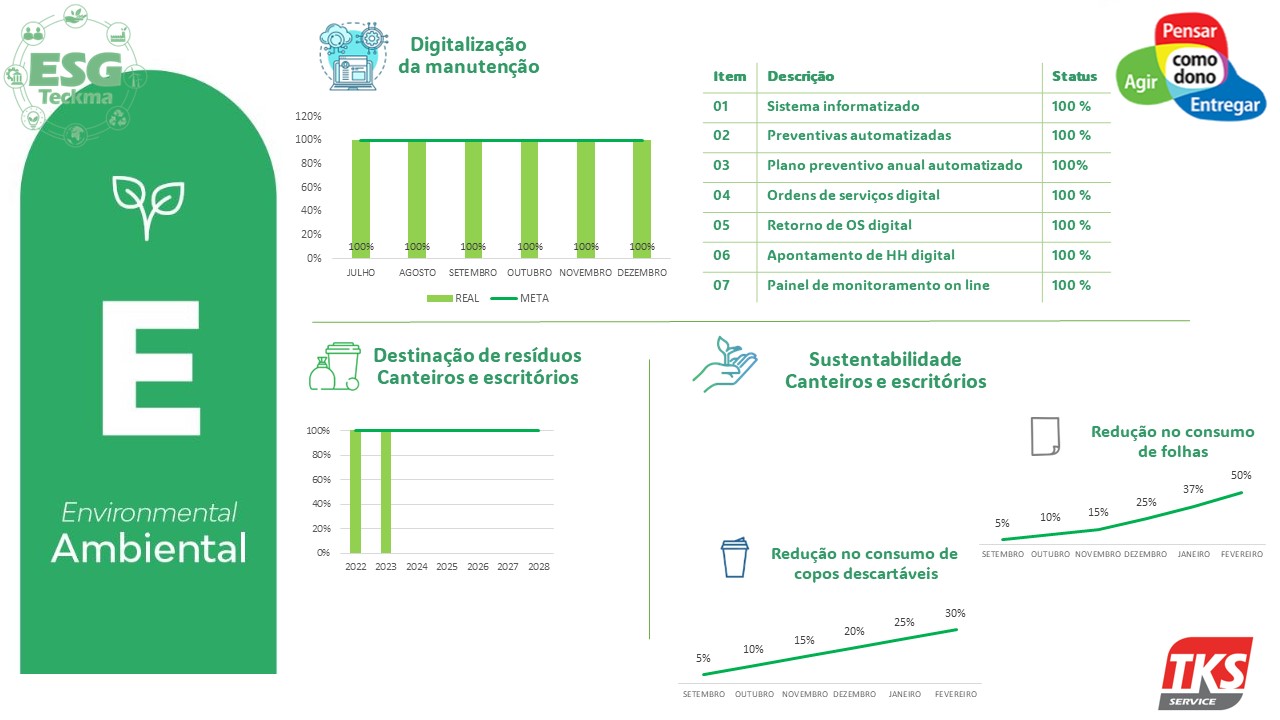 ESG
Teckma
E
Environmental
Ambiental
Digitalização
da manutenção
120%
100%
80%
60%
40%
20%
0%
100% 100% 100% 100% 100% 100%
JULHO AGOSTO SETEMBRO OUTUBRO NOVEMBRO DEZEMBRO
REAL META
Item Descrição Status
01 Sistema informatizado 100 %
02 Preventivas automatizadas 100 %
03 Plano preventivo anual automatizado 100%
04 Ordens de serviços digital 100 %
05 Retorno de OS digital 100 %
06 Apontamento de HH digital 100 %
07 Painel de monitoramento on line 100 %
Pensar
como
dono
Agir
Entregar
Destinação de resíduos
Canteiros e escritórios
100%
80%
60%
40%
20%
0%
2022 2023 2024 2025 2026 2027 2028
Sustentabilidade
Canteiros e escritórios
Redução no consumo
de folhas
5% 10% 15% 25% 37% 50%
SETEMBRO OUTUBRO NOVEMBRO DEZEMBRO JANEIRO FEVEREIRO
Redução no consumo de
copos descartáveis
5% 10% 15% 20% 25% 30%
SETEMBRO OUTUBRO NOVEMBRO DEZEMBRO JANEIRO FEVEREIRO
TKS
SERVICE